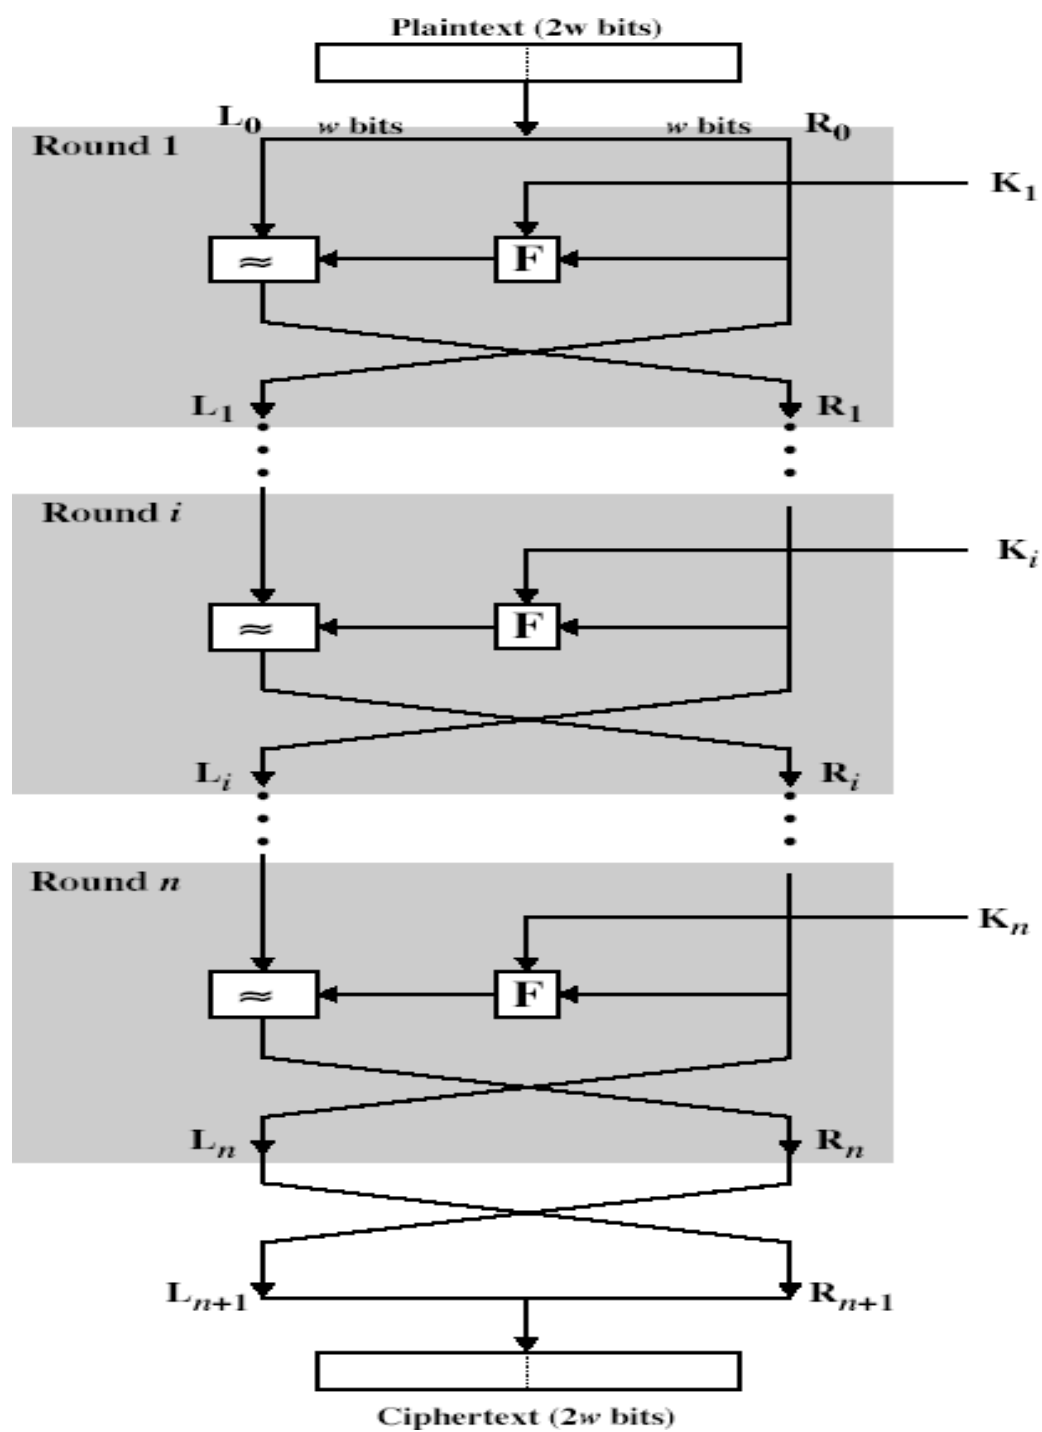 Plaintext (2w bits)
L0 w bits w bits R0
Round 1
K1
≈ F
L1 R1
Round i
Ki
≈ F
Li Ri
Round n
Kn
≈ F
Ln Rn
Ln+1 Rn+1
Ciphertext (2w bits)